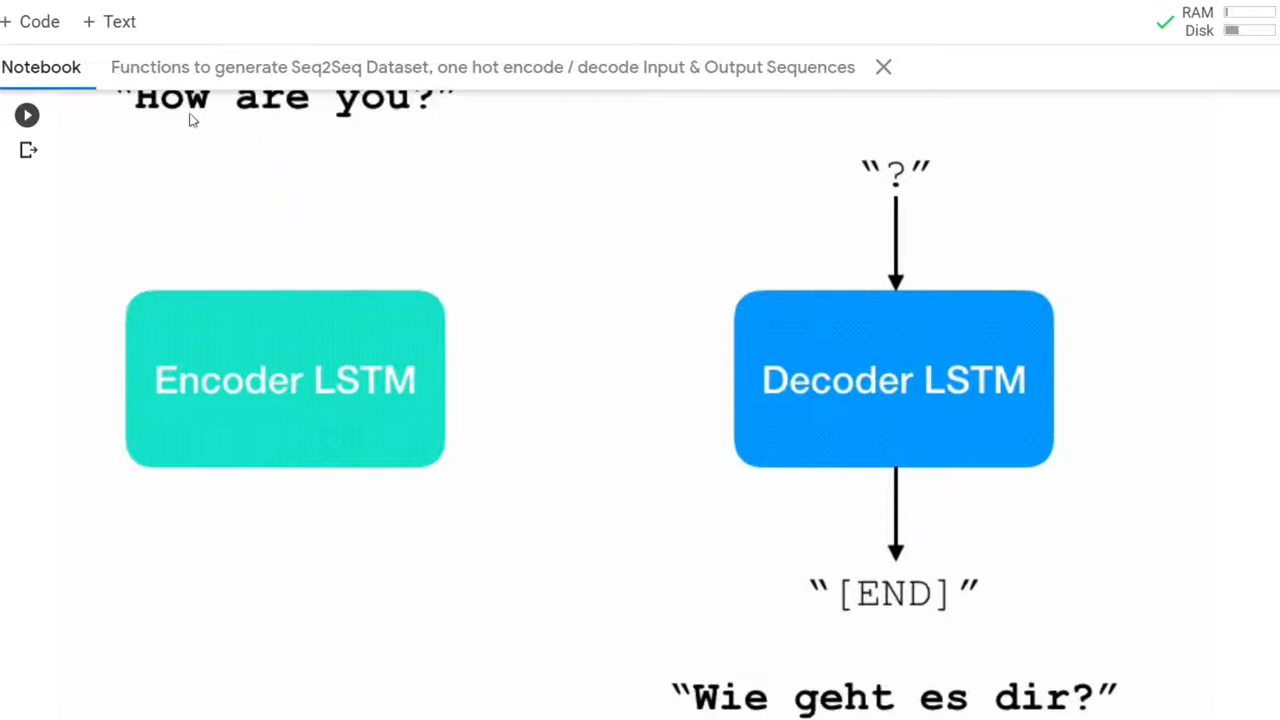 + Code + Text
RAM
Disk
Notebook Functions to generate Seq2Seq Dataset, one hot encode / decode Input & Output Sequences
"How are you?"
"?"
Encoder LSTM
Decoder LSTM
"[END]"
"Wie geht es dir?"